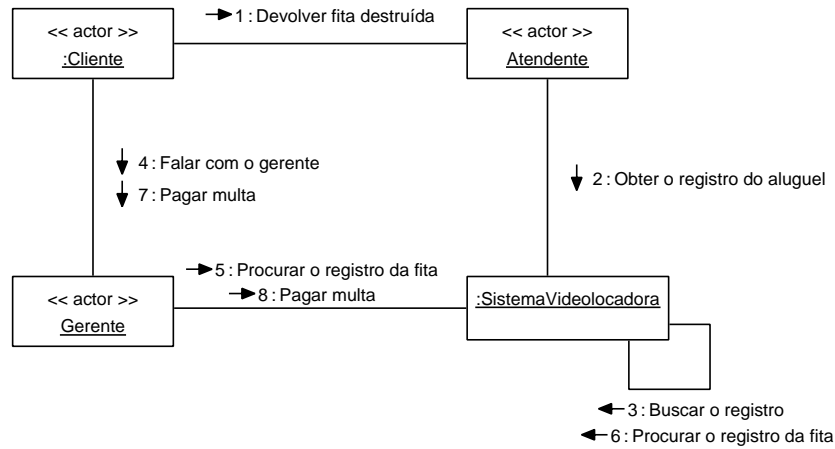 1 : Devolver fita destruída
<< actor >>
:Cliente
<< actor >>
Atendente
4 : Falar com o gerente
7 : Pagar multa
2 : Obter o registro do aluguel
5 : Procurar o registro da fita
8 : Pagar multa
<< actor >>
Gerente
:SistemaVideolocadora
3 : Buscar o registro
6 : Procurar o registro da fita